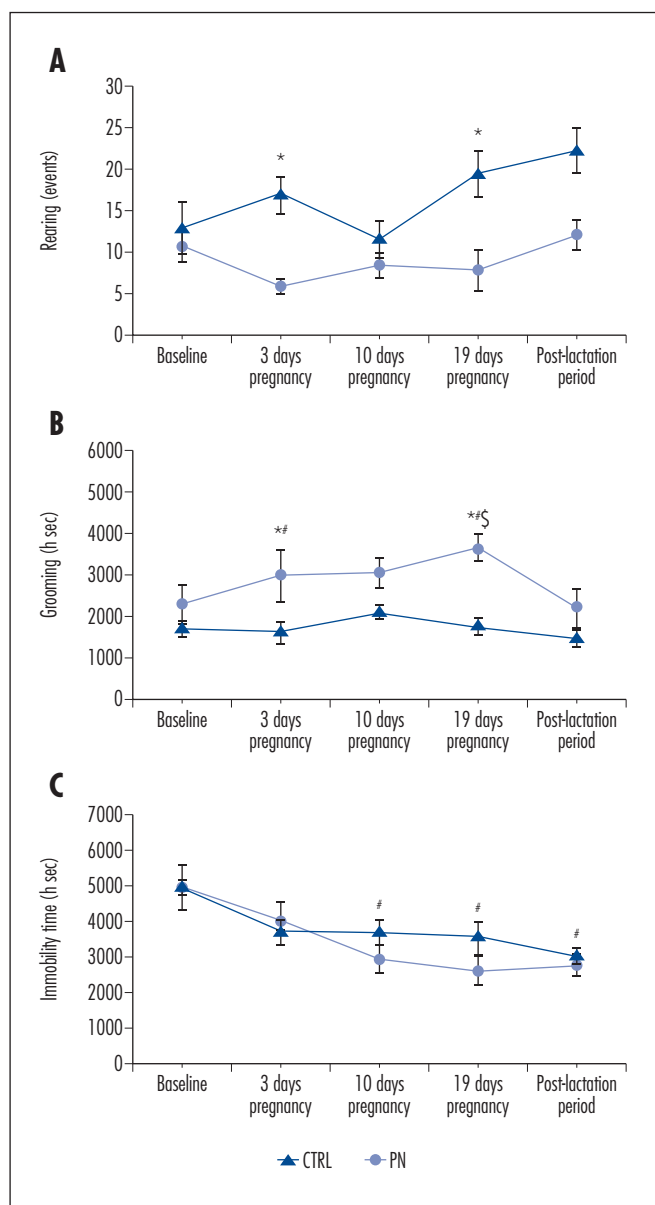 A
Rearing (events)
30
25
20
15
10
5
0
*
*
Baseline
3 days
pregnancy
10 days
pregnancy
19 days
pregnancy
Post-lactation
period
B
Grooming (h sec)
6000
5000
4000
3000
2000
1000
0
*#
*#$
Baseline
3 days
pregnancy
10 days
pregnancy
19 days
pregnancy
Post-lactation
period
C
Immobility time (h sec)
7000
6000
5000
4000
3000
2000
1000
0
#
#
#
Baseline
3 days
pregnancy
10 days
pregnancy
19 days
pregnancy
Post-lactation
period
CTRL
PN